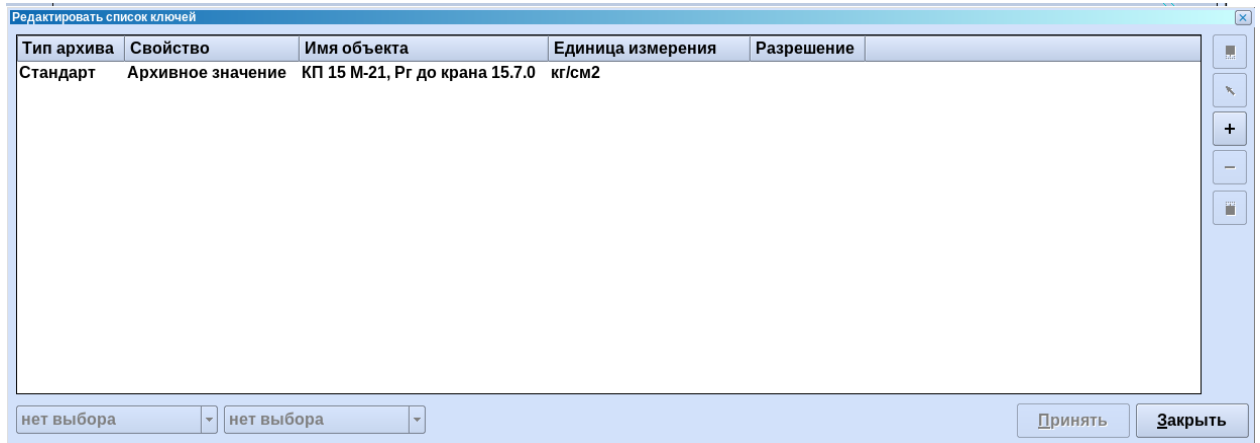 Редактировать список ключей
Тип архива Свойство Имя объекта Единица измерения Разрешение
Стандарт Архивное значение КП 15 М-21, Рг до крана 15.7.0 кг/см2
нет выбора нет выбора Принять Закрыть